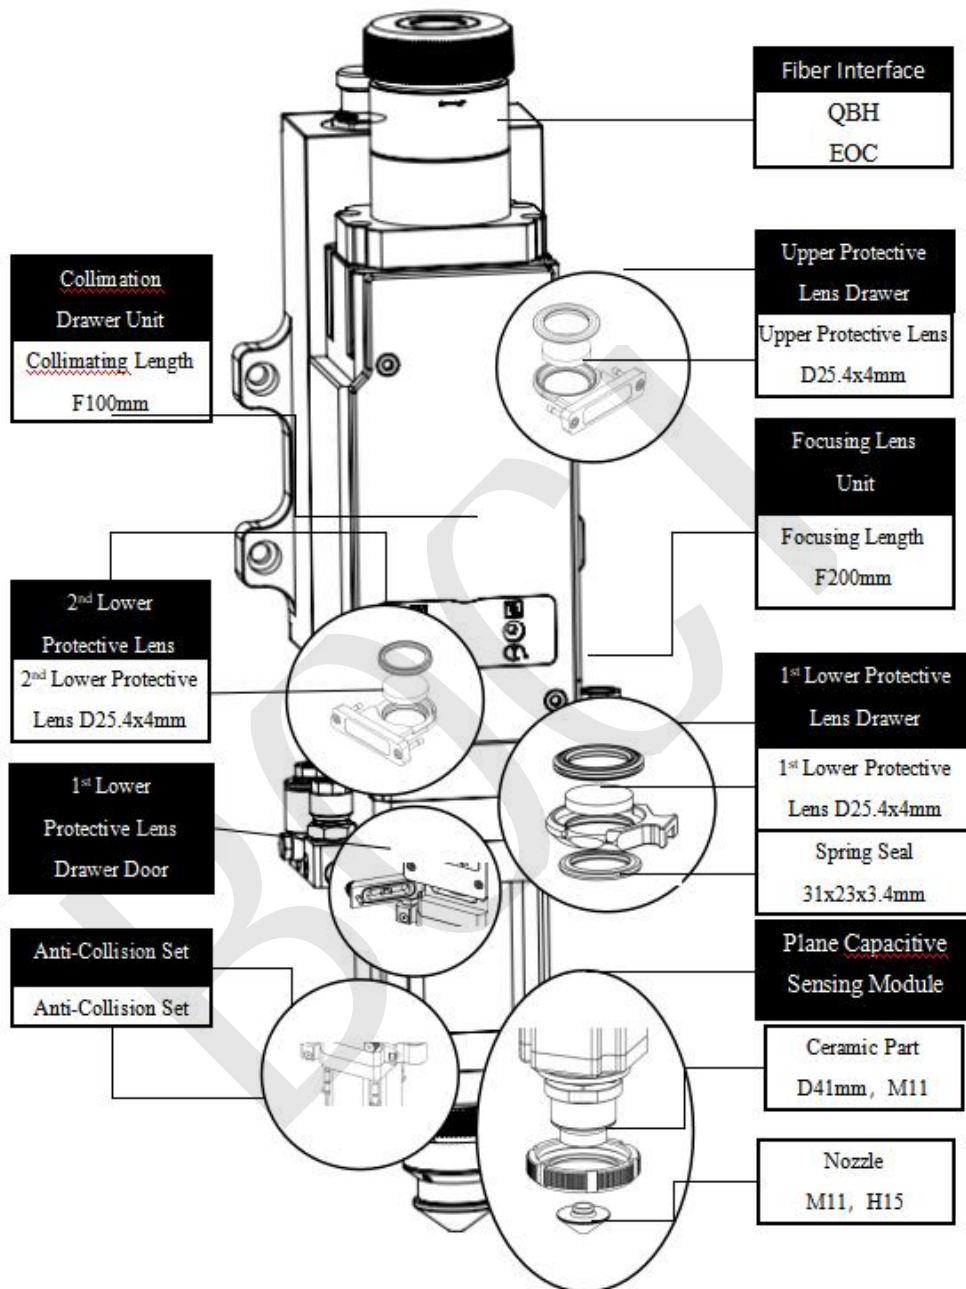 Fiber Interface
QBH
EOC
Collimation
Drawer Unit
Collimating Length
F100mm
Upper Protective
Lens Drawer
Upper Protective Lens
D25.4x4mm
Focusing Lens
Unit
Focusing Length
F200mm
2nd Lower
Protective Lens
2nd Lower Protective
Lens D25.4x4mm
1st Lower Protective
Lens Drawer
1st Lower Protective
Lens D25.4x4mm
Spring Seal
31x23x3.4mm
1st Lower
Protective Lens
Drawer Door
Anti-Collision Set
Anti-Collision Set
Plane Capacitive
Sensing Module
Ceramic Part
D41mm, M11
Nozzle
M11, H15
BOCI